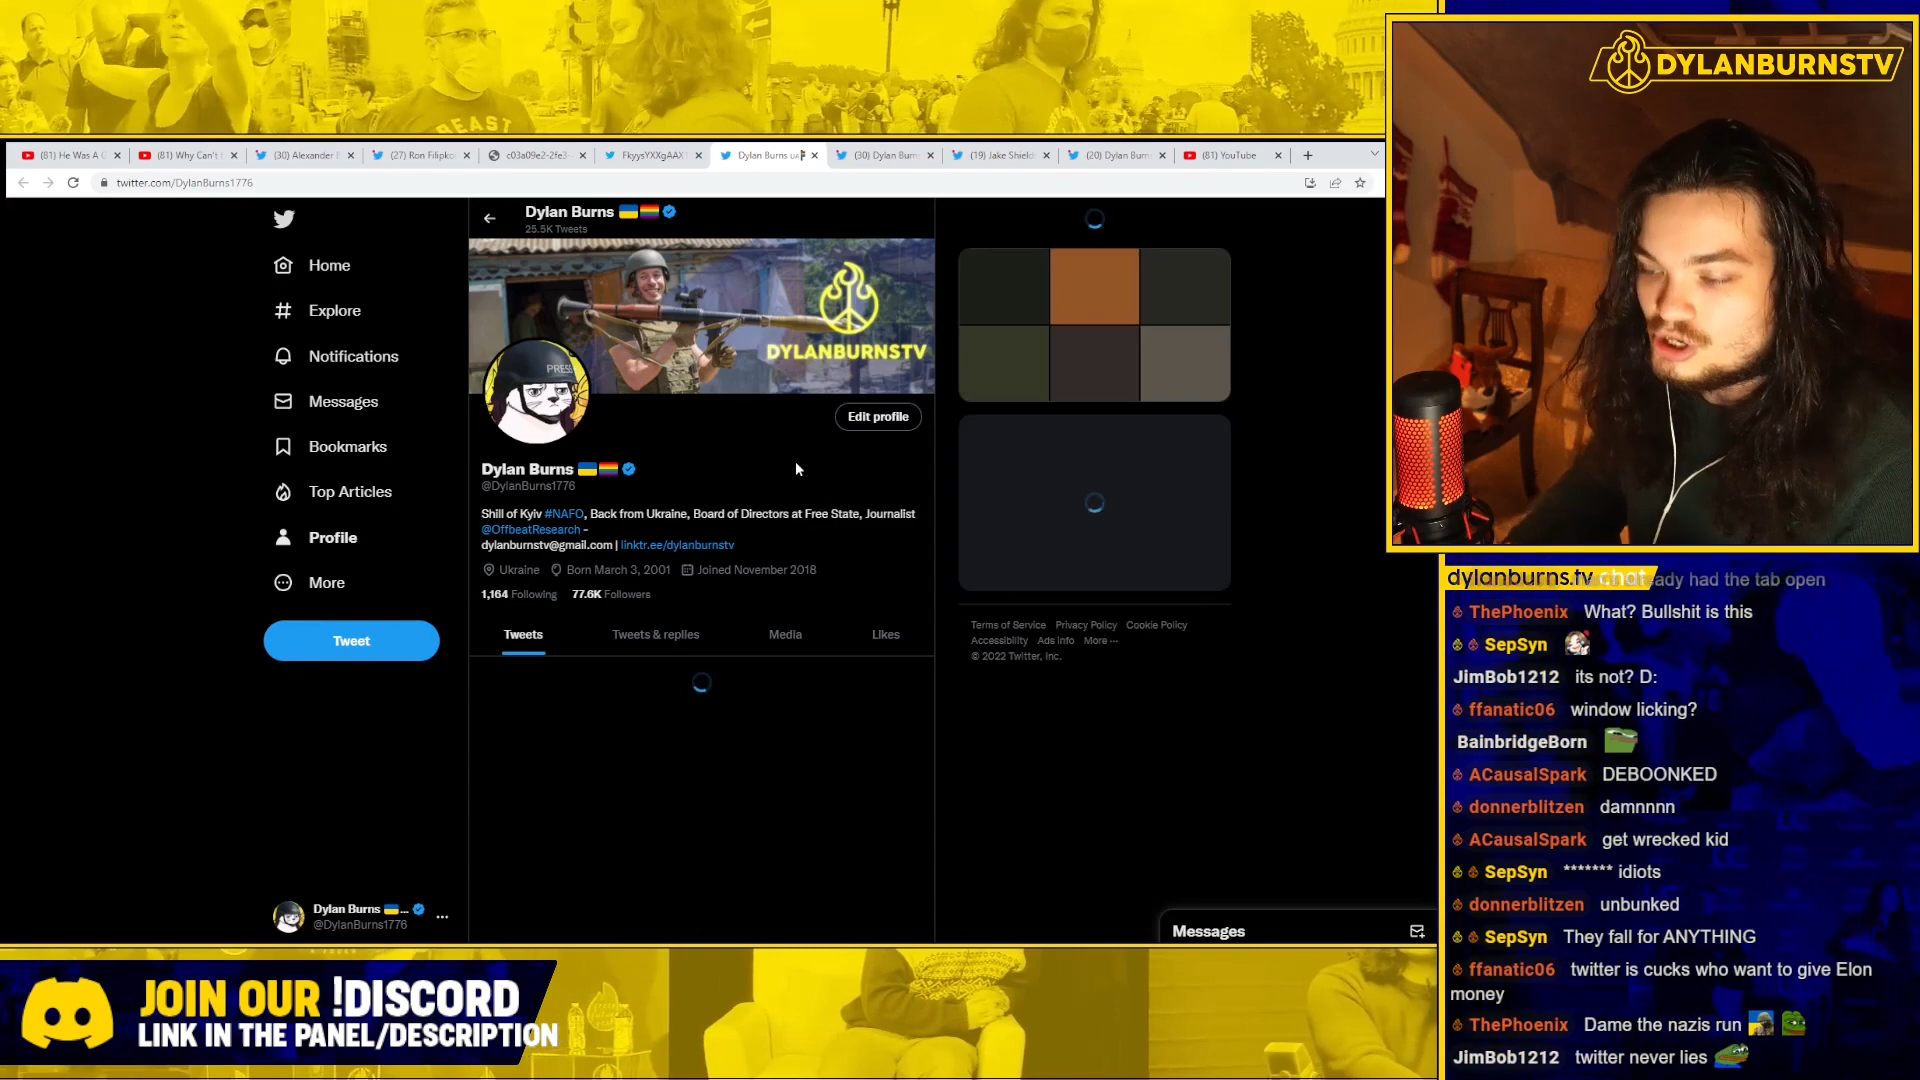 BEAST
DYLANBURNSTV
(81) He Was A
(81) Why Can't
(30) Alexander
(27) Ron Filipko
c03a09e2-2fe3-
FkyysYXXgAAX
Dylan Burns
(30) Dylan Burn
(19) Jake Shield
(20) Dylan Burn
(81) YouTube
twitter.com/DylanBurns1776
Home
Explore
Notifications
Messages
Bookmarks
Top Articles
Profile
More
Tweet
Dylan Burns
@DylanBurns1776
Dylan Burns
25.5K Tweets
DYLANBURNSTV
PRESS
Edit profile
Dylan Burns
@DylanBurns1776
Shill of Kyiv #NAFO, Back from Ukraine, Board of Directors at Free State, Journalist
@OffbeatResearch -
dylanburnstv@gmail.com | linktr.ee/dylanburnstv
Ukraine Born March 3, 2001 Joined November 2018
1,164 Following 77.6K Followers
Tweets Tweets & replies Media Likes
Terms of Service Privacy Policy Cookie Policy
Accessibility Ads info More ···
© 2022 Twitter, Inc.
Messages
dylanburns.tv chat
already had the tab open
ThePhoenix What? Bullshit is this
SepSyn
JimBob1212 its not? D:
ffanatic06 window licking?
BainbridgeBorn
ACausalSpark DEBOONKED
donnerblitzen damnnnn
ACausalSpark get wrecked kid
SepSyn ******* idiots
donnerblitzen unbunked
SepSyn They fall for ANYTHING
ffanatic06 twitter is cucks who want to give Elon
money
ThePhoenix Dame the nazis run
JimBob1212 twitter never lies
JOIN OUR !DISCORD
LINK IN THE PANEL/DESCRIPTION